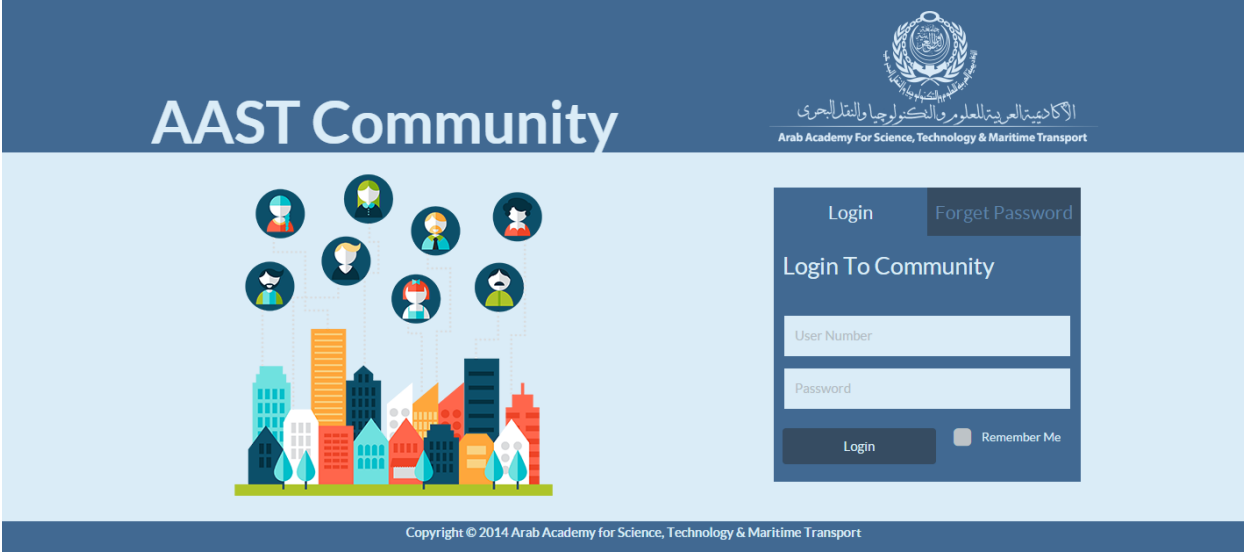 AAST Community
الأكاديمية العربية للعلوم والتكنولوجيا والنقل البحرى
Arab Academy For Science, Technology & Maritime Transport
Login
Forget Password
Login To Community
User Number
Password
Login
Remember Me
Copyright © 2014 Arab Academy for Science, Technology & Maritime Transport